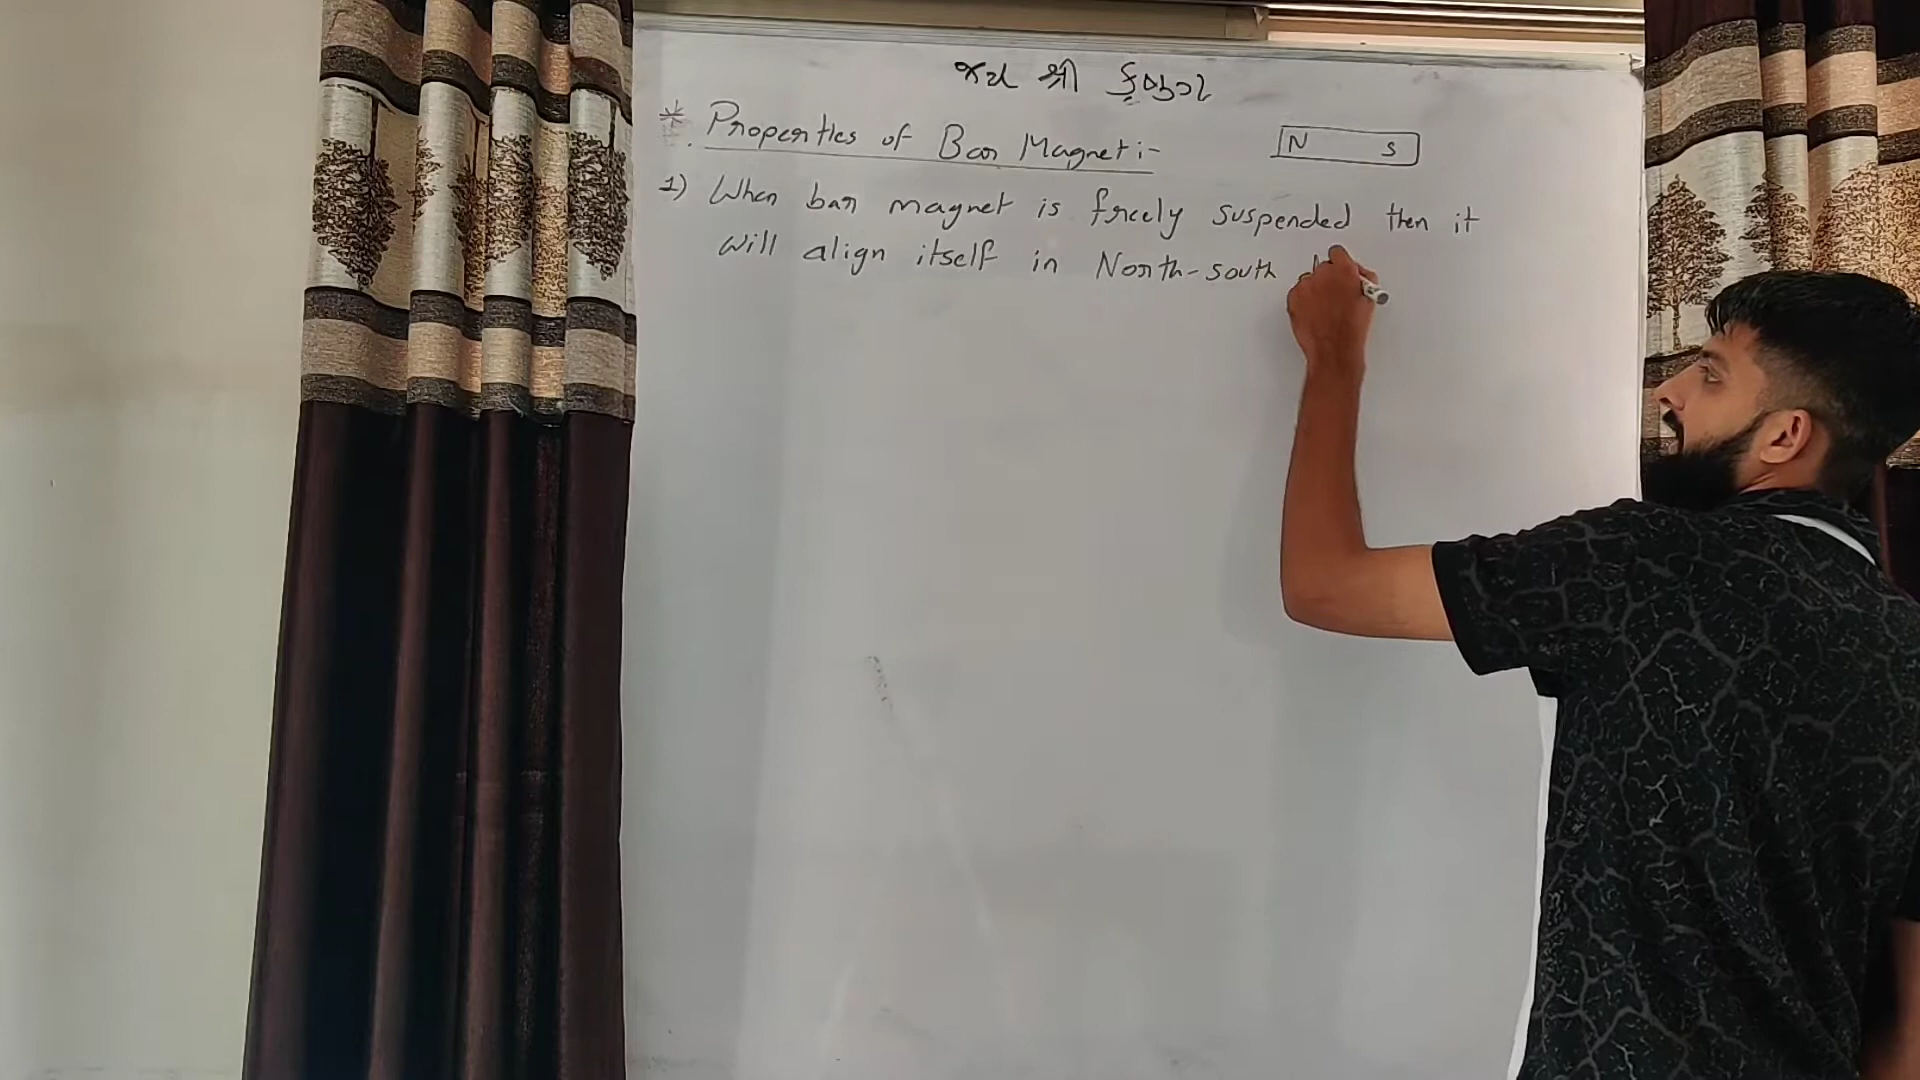 જય શ્રી કૃષ્ણ
* Properties of Bar Magnet :-
N S
1) When bar magnet is freely suspended then it
will align itself in North-south